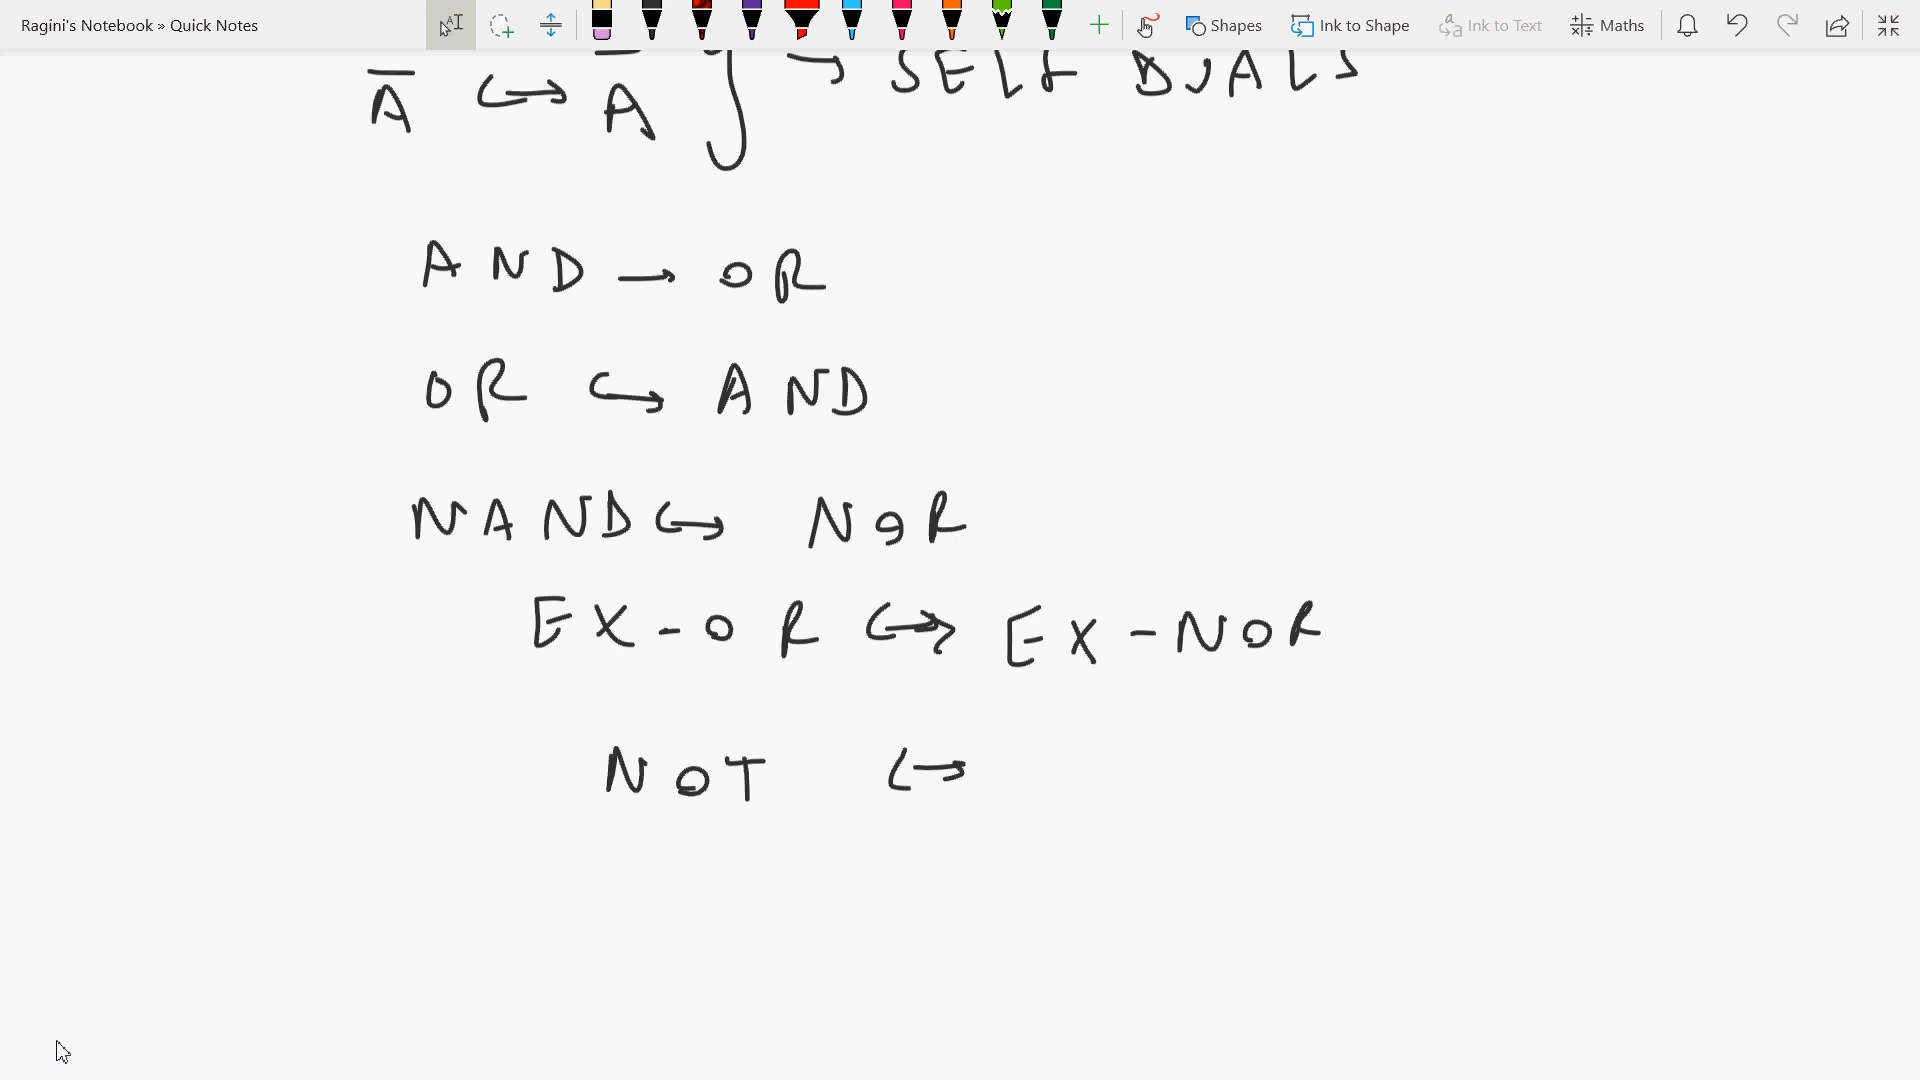 Ragini's Notebook » Quick Notes Shapes Ink to Shape Ink to Text Maths
A ↔ A } → SELF DUALS
AND → OR
OR ↔ AND
NAND ↔ NOR
EX-OR ↔ EX-NOR
NOT ↔